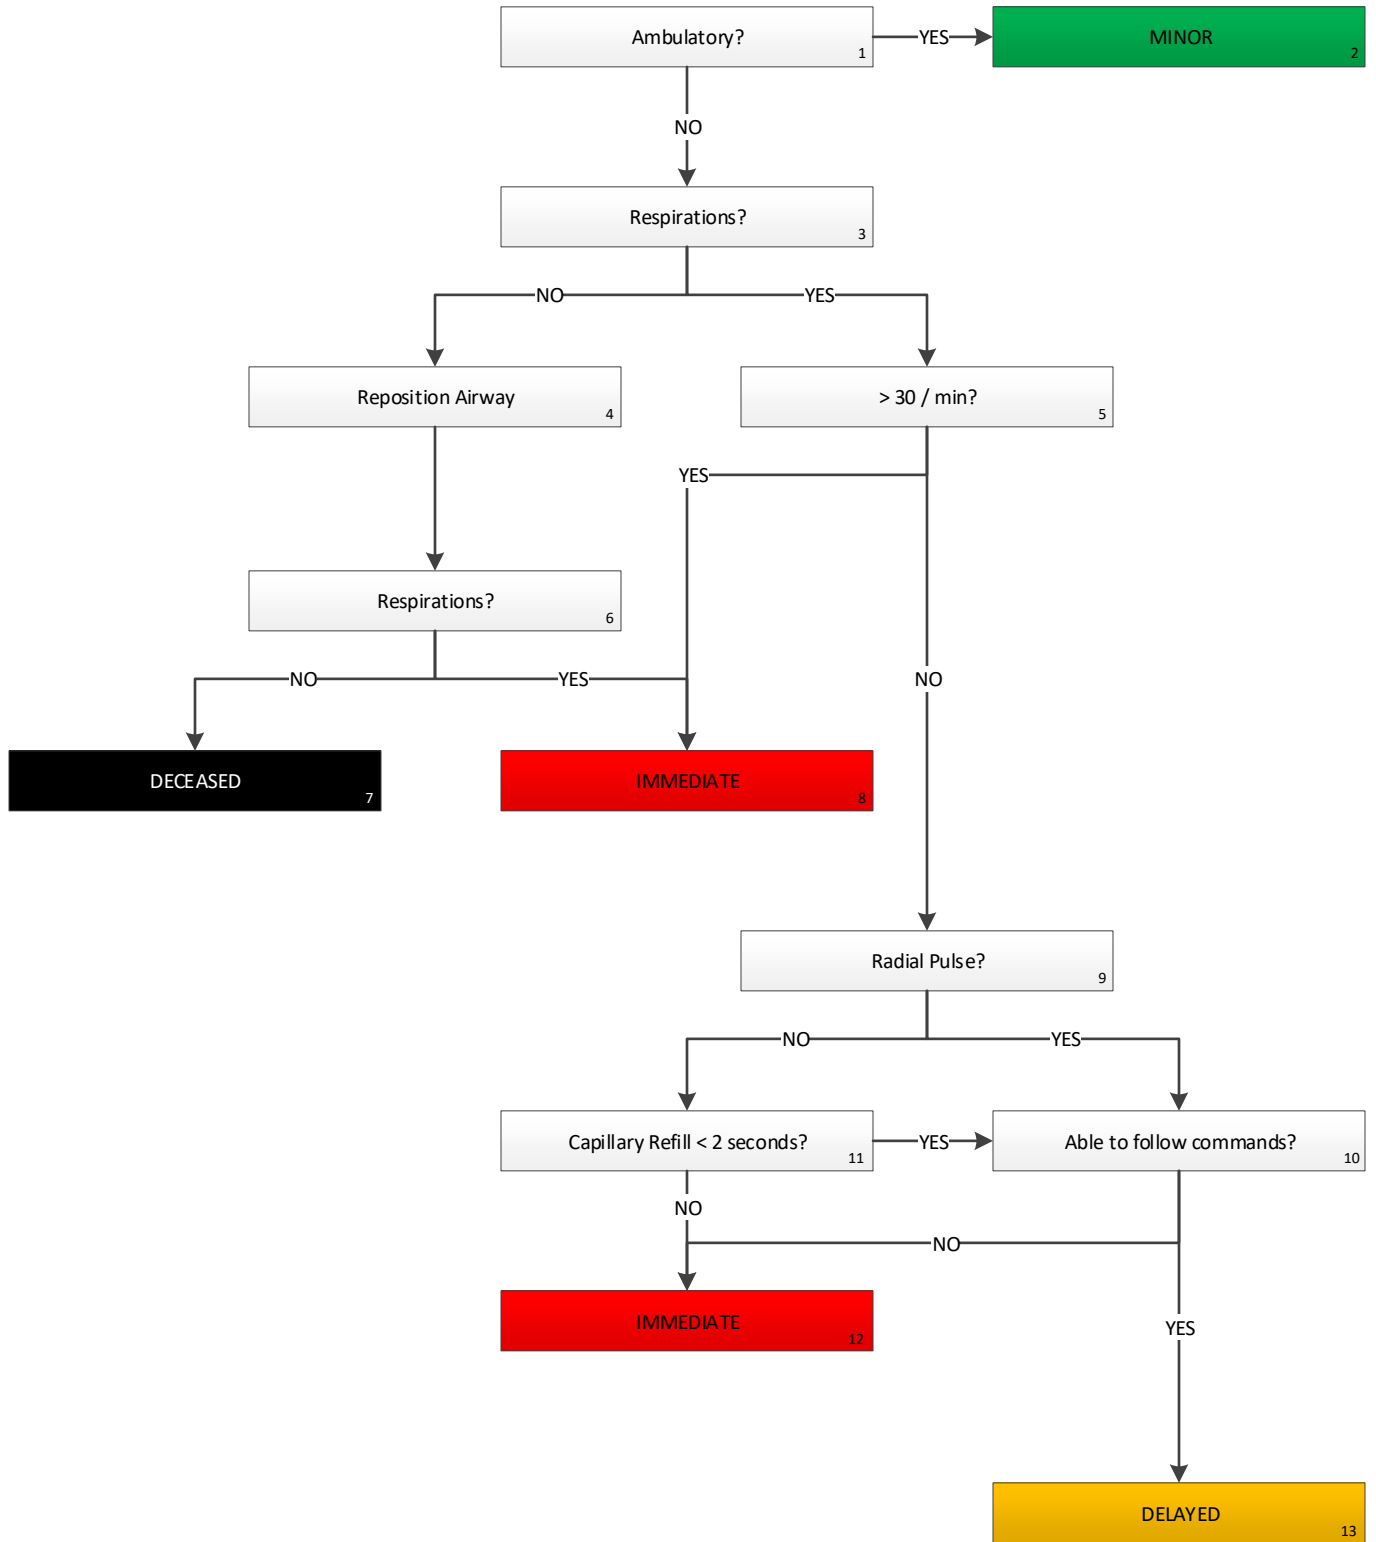 Ambulatory?
1
YES
MINOR
2
NO
Respirations?
3
NO
YES
Reposition Airway
4
> 30 / min?
5
YES
Respirations?
6
NO
YES
NO
DECEASED
7
IMMEDIATE
8
Radial Pulse?
9
NO
YES
Capillary Refill < 2 seconds?
11
YES
Able to follow commands?
10
NO
NO
IMMEDIATE
12
YES
DELAYED
13